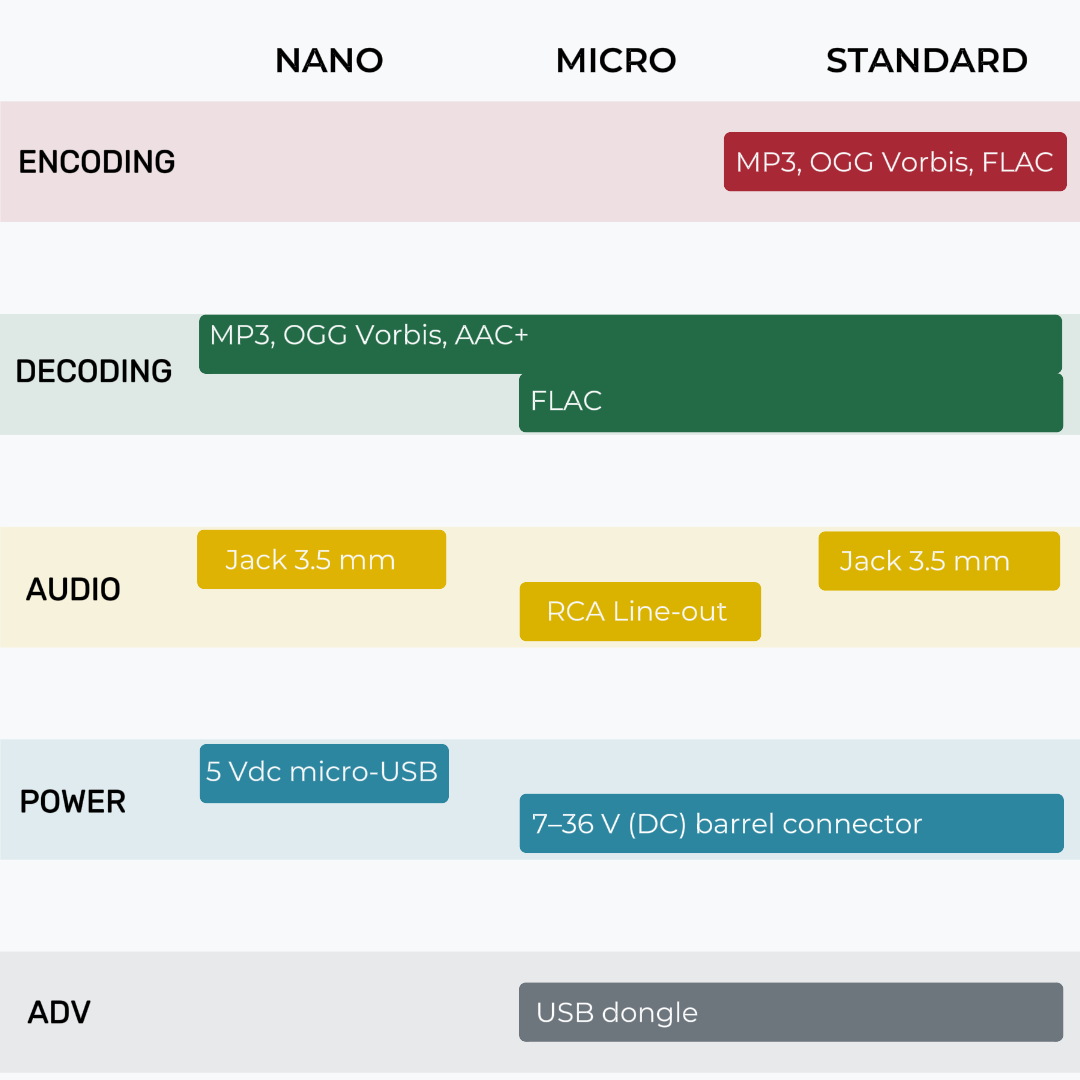 NANO MICRO STANDARD
ENCODING
MP3, OGG Vorbis, FLAC
DECODING
MP3, OGG Vorbis, AAC+
FLAC
AUDIO
Jack 3.5 mm
Jack 3.5 mm
RCA Line-out
POWER
5 Vdc micro-USB
7–36 V (DC) barrel connector
ADV
USB dongle